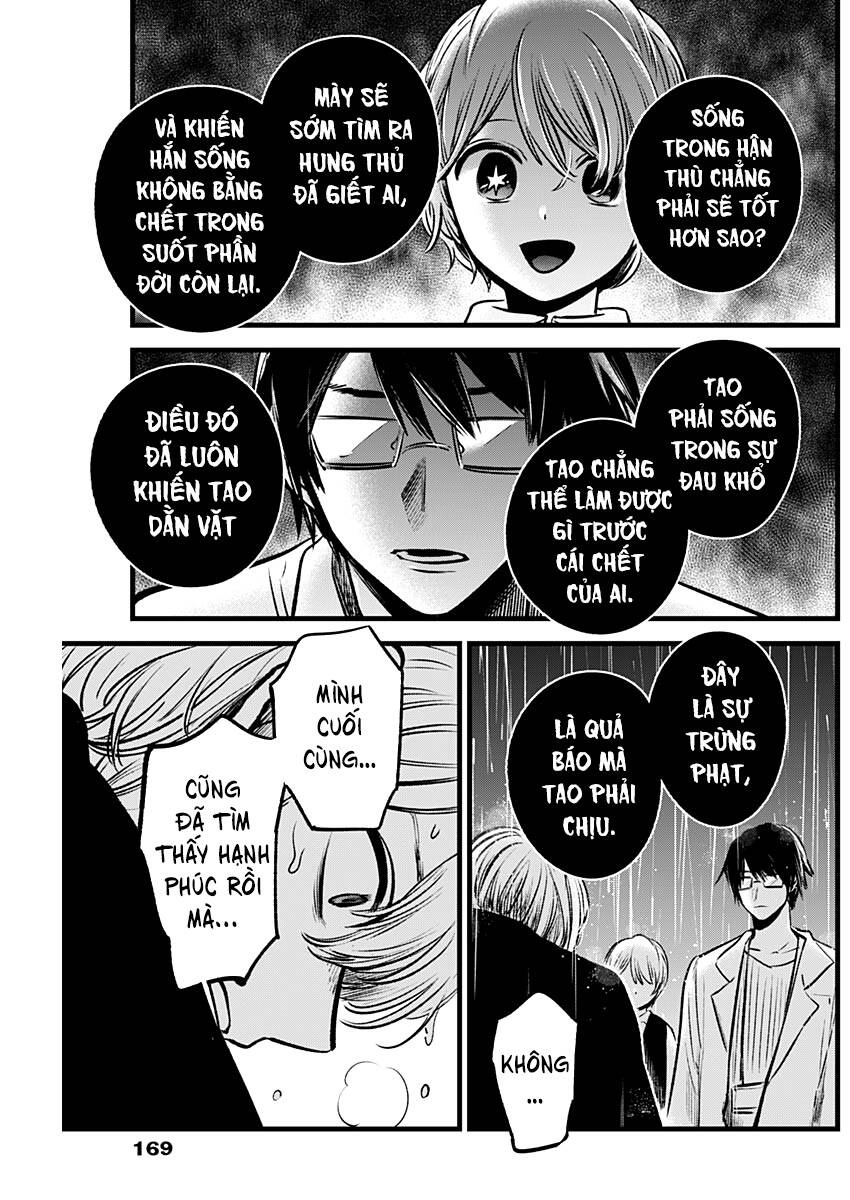 SỐNG
TRONG HẬN
THÙ CHẲNG
PHẢI SẼ TỐT
HƠN SAO?
MÀY SẼ
SỚM TÌM RA
HUNG THỦ
ĐÃ GIẾT AI,
VÀ KHIẾN
HẮN SỐNG
KHÔNG BẰNG
CHẾT TRONG
SUỐT PHẦN
ĐỜI CÒN LẠI.
TAO
PHẢI SỐNG
TRONG SỰ
ĐAU KHỔ
TAO CHẲNG
THỂ LÀM ĐƯỢC
GÌ TRƯỚC
CÁI CHẾT
CỦA AI.
ĐIỀU ĐÓ
ĐÃ LUÔN
KHIẾN TAO
DẰN VẶT
ĐÂY
LÀ SỰ
TRỪNG
PHẠT,
LÀ QUẢ
BÁO MÀ
TAO PHẢI
CHỊU.
KHÔNG
...
MÌNH
CUỐI
CÙNG...
CŨNG
ĐÃ TÌM
THẤY HẠNH
PHÚC RỒI
MÀ...
169